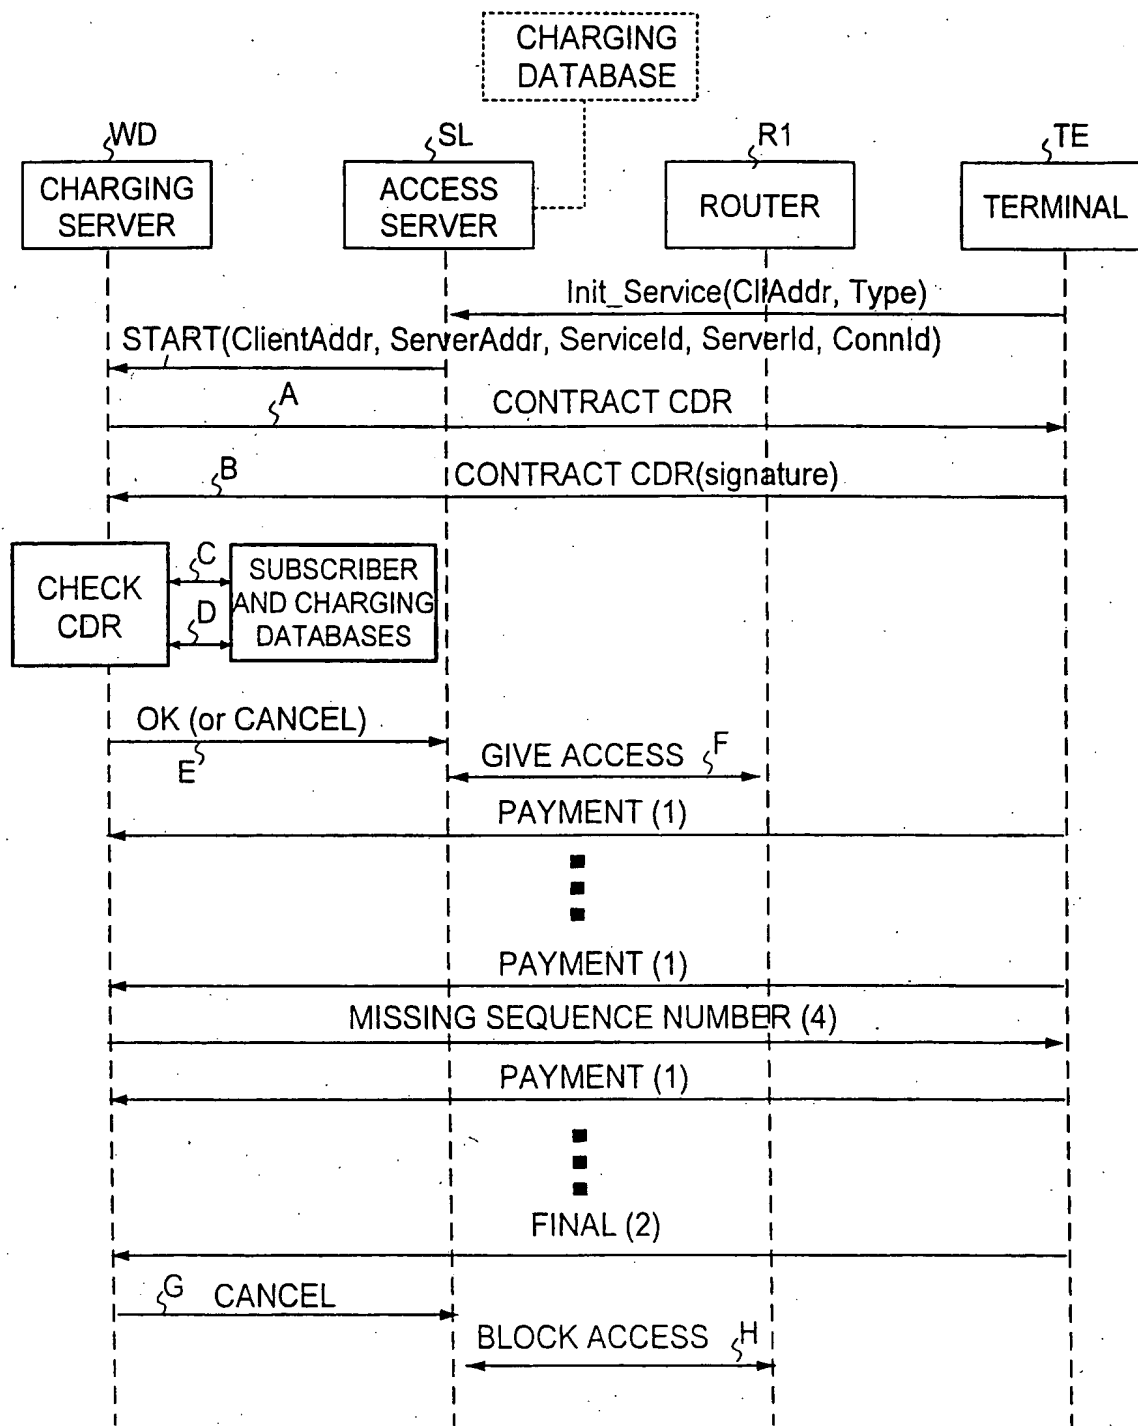 CHARGING
DATABASE
WD
SL
R1
TE
CHARGING
SERVER
ACCESS
SERVER
ROUTER
TERMINAL
Init_Service(CliAddr, Type)
START(ClientAddr, ServerAddr, ServiceId, ServerId, ConnId)
A
CONTRACT CDR
B
CONTRACT CDR(signature)
CHECK
CDR
C
D
SUBSCRIBER
AND CHARGING
DATABASES
OK (or CANCEL)
E
GIVE ACCESS
F
PAYMENT (1)
PAYMENT (1)
MISSING SEQUENCE NUMBER (4)
PAYMENT (1)
FINAL (2)
G
CANCEL
BLOCK ACCESS
H